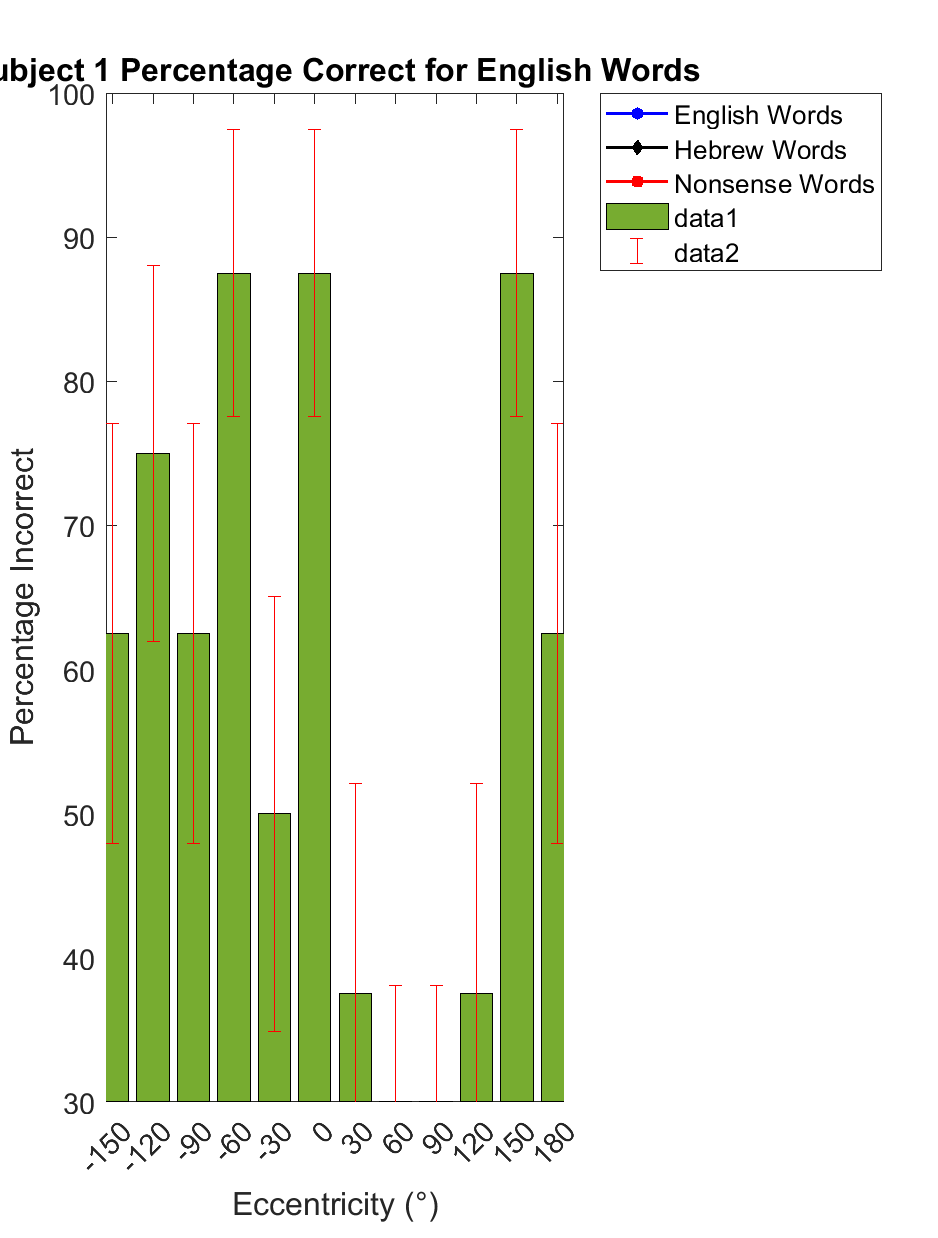 ubject 1 Percentage Correct for English Words
English Words
Hebrew Words
Nonsense Words
data1
data2
100
90
80
70
60
50
40
30
Percentage Incorrect
-150 -120 -90 -60 -30 0 30 60 90 120 150 180
Eccentricity (°)